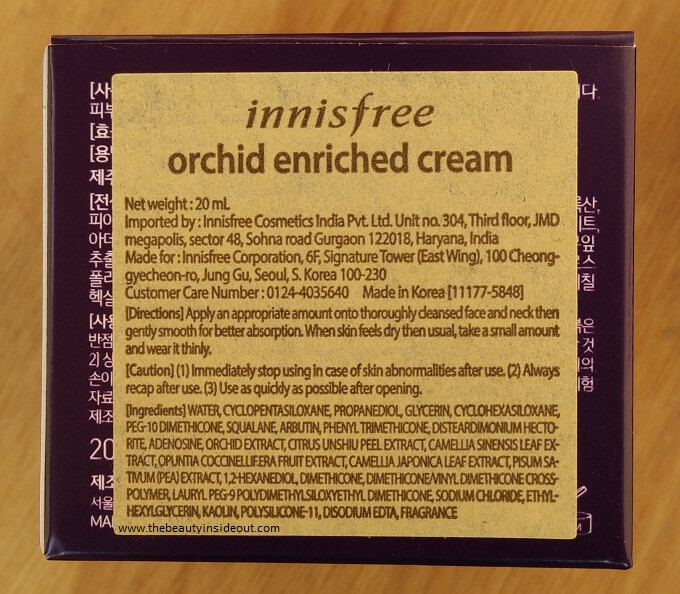 innisfree
orchid enriched cream
Net weight : 20 mL
Imported by : Innisfree Cosmetics India Pvt. Ltd. Unit no. 304, Third floor, JMD
megapolis, sector 48, Sohna road Gurgaon 122018, Haryana, India
Made for : Innisfree Corporation, 6F, Signature Tower (East Wing), 100 Cheong-
gyecheon-ro, Jung Gu, Seoul, S. Korea 100-230
Customer Care Number : 0124-4035640 Made in Korea [11177-5848]
[Directions] Apply an appropriate amount onto thoroughly cleansed face and neck then
gently smooth for better absorption. When skin feels dry then usual, take a small amount
and wear it thinly.
[Caution] (1) Immediately stop using in case of skin abnormalities after use. (2) Always
recap after use. (3) Use as quickly as possible after opening.
[Ingredients] WATER, CYCLOPENTASILOXANE, PROPANEDIOL, GLYCERIN, CYCLOHEXASILOXANE,
PEG-10 DIMETHICONE, SQUALANE, ARBUTIN, PHENYL TRIMETHICONE, DISTEARDIMONIUM HECTO-
RITE, ADENOSINE, ORCHID EXTRACT, CITRUS UNSHIU PEEL EXTRACT, CAMELLIA SINENSIS LEAF EX-
TRACT, OPUNTIA COCCINELLIFERA FRUIT EXTRACT, CAMELLIA JAPONICA LEAF EXTRACT, PISUM SA-
TIVUM (PEA) EXTRACT, 1,2-HEXANEDIOL, DIMETHICONE, DIMETHICONE/VINYL DIMETHICONE CROSS-
POLYMER, LAURYL PEG-9 POLYDIMETHYLSILOXYETHYL DIMETHICONE, SODIUM CHLORIDE, ETHYL-
HEXYLGLYCERIN, KAOLIN, POLYSILICONE-11, DISODIUM EDTA, FRAGRANCE
www.thebeautyinsideout.com